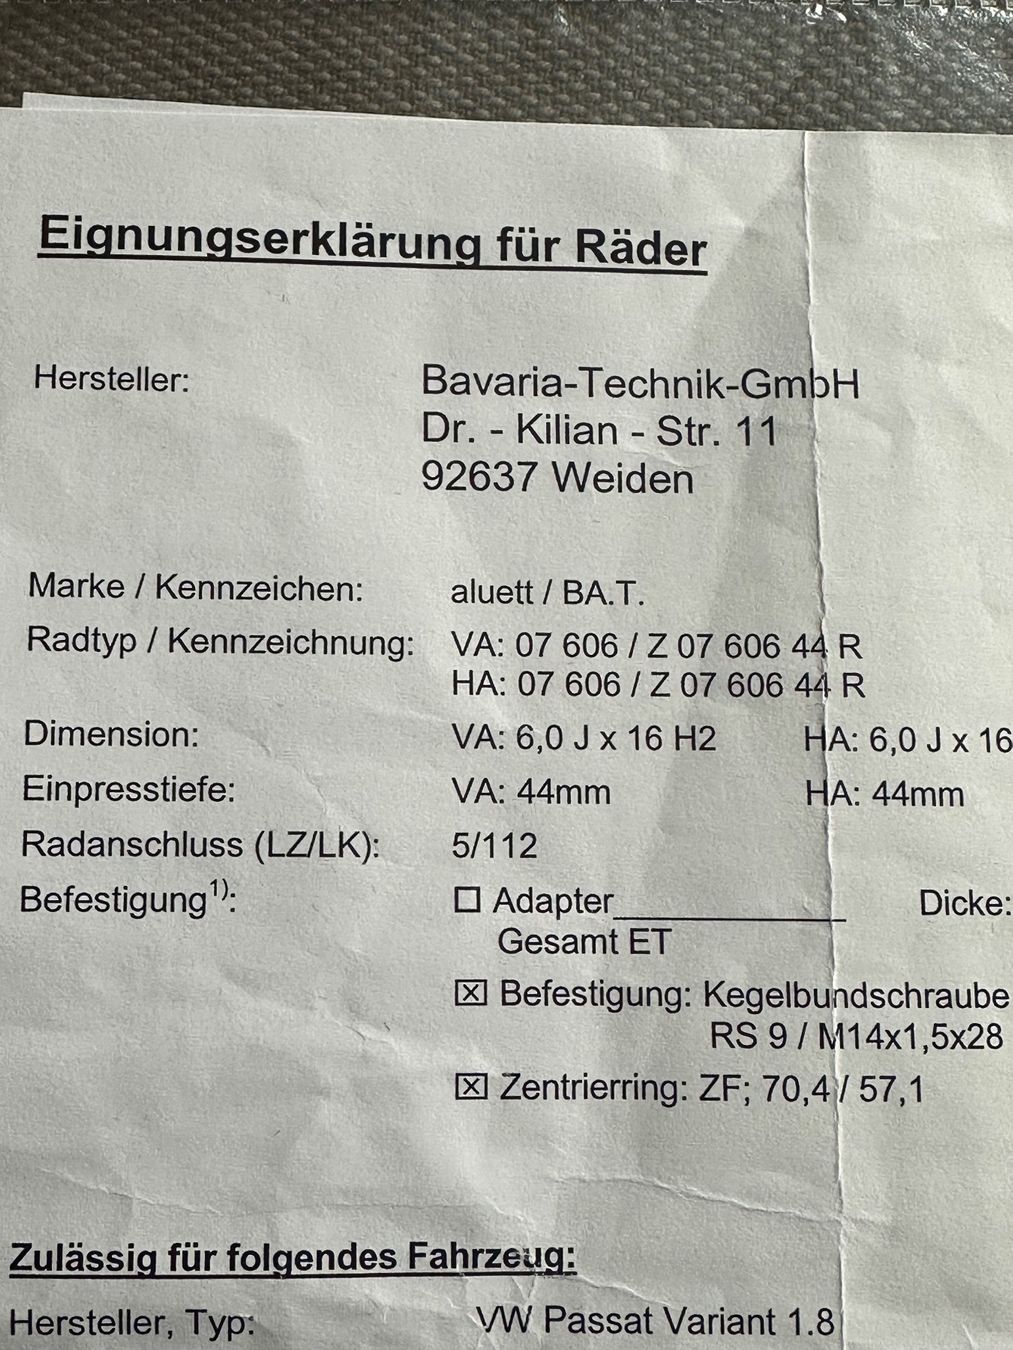 Eignungserklärung für Räder
Hersteller: Bavaria-Technik-GmbH
Dr. - Kilian - Str. 11
92637 Weiden
Marke / Kennzeichen: aluett / BA.T.
Radtyp / Kennzeichnung: VA: 07 606 / Z 07 606 44 R
HA: 07 606 / Z 07 606 44 R
Dimension: VA: 6,0 J x 16 H2 HA: 6,0 J x 16
Einpresstiefe: VA: 44mm HA: 44mm
Radanschluss (LZ/LK): 5/112
Befestigung¹⁾: ☐ Adapter____________ Dicke:
Gesamt ET
☒ Befestigung: Kegelbundschraube
RS 9 / M14x1,5x28
☒ Zentrierring: ZF; 70,4 / 57,1
Zulässig für folgendes Fahrzeug:
Hersteller, Typ: VW Passat Variant 1.8